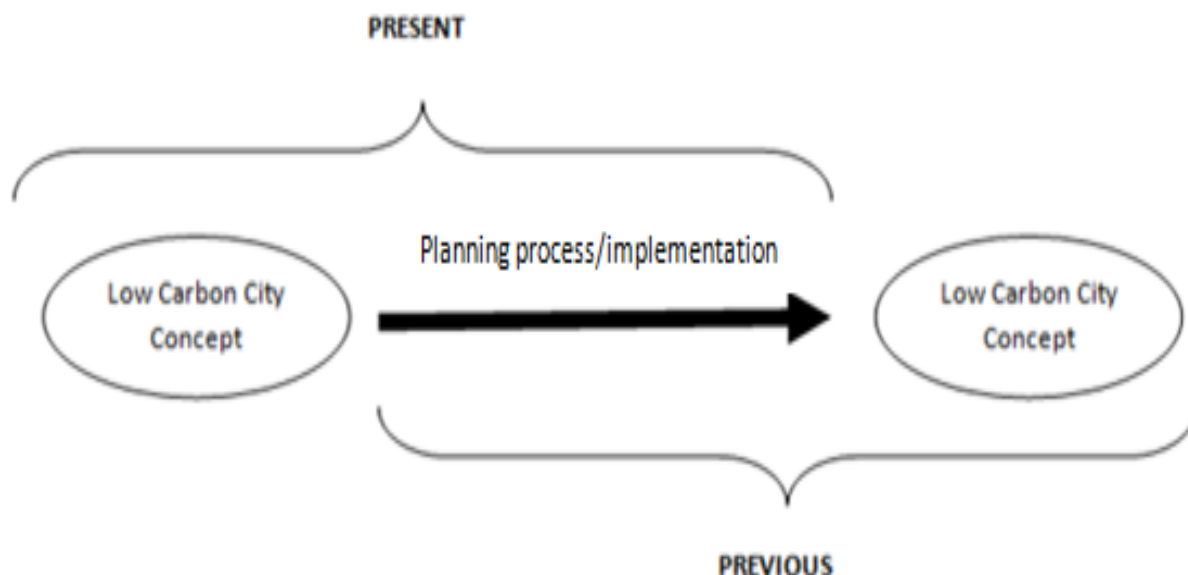 PRESENT
Planning process/implementation
Low Carbon City
Concept
Low Carbon City
Concept
PREVIOUS